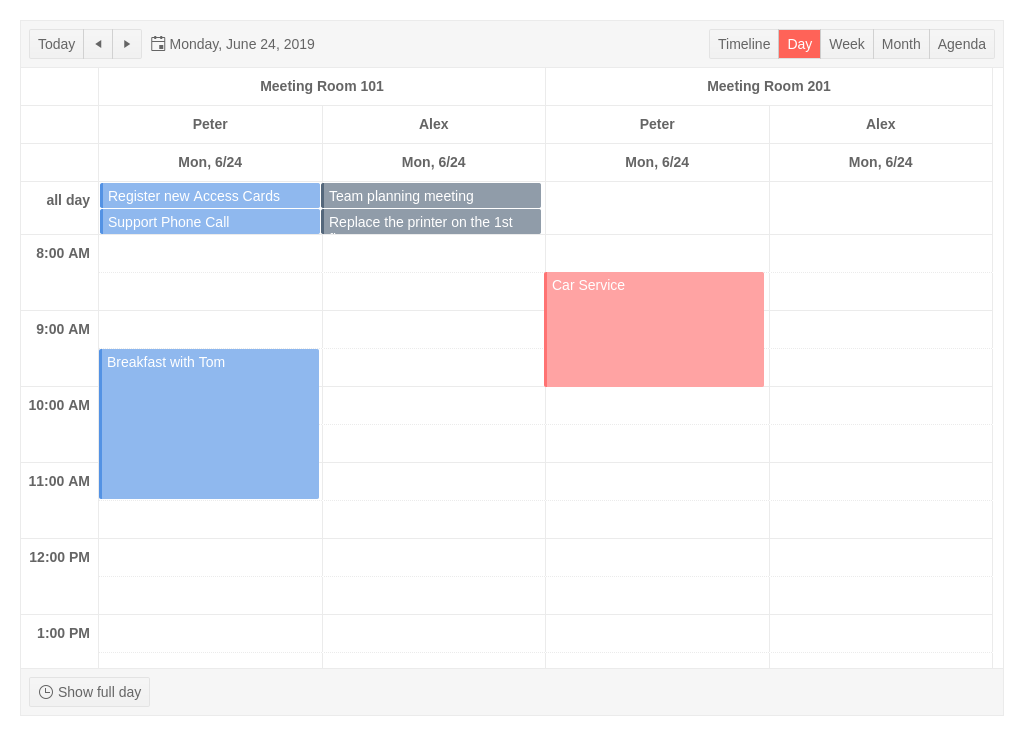 Today Monday, June 24, 2019 Timeline Day Week Month Agenda
Meeting Room 101 Meeting Room 201
Peter Alex Peter Alex
Mon, 6/24 Mon, 6/24 Mon, 6/24 Mon, 6/24
all day Register new Access Cards Team planning meeting
Support Phone Call Replace the printer on the 1st
8:00 AM
Car Service
9:00 AM
Breakfast with Tom
10:00 AM
11:00 AM
12:00 PM
1:00 PM
Show full day